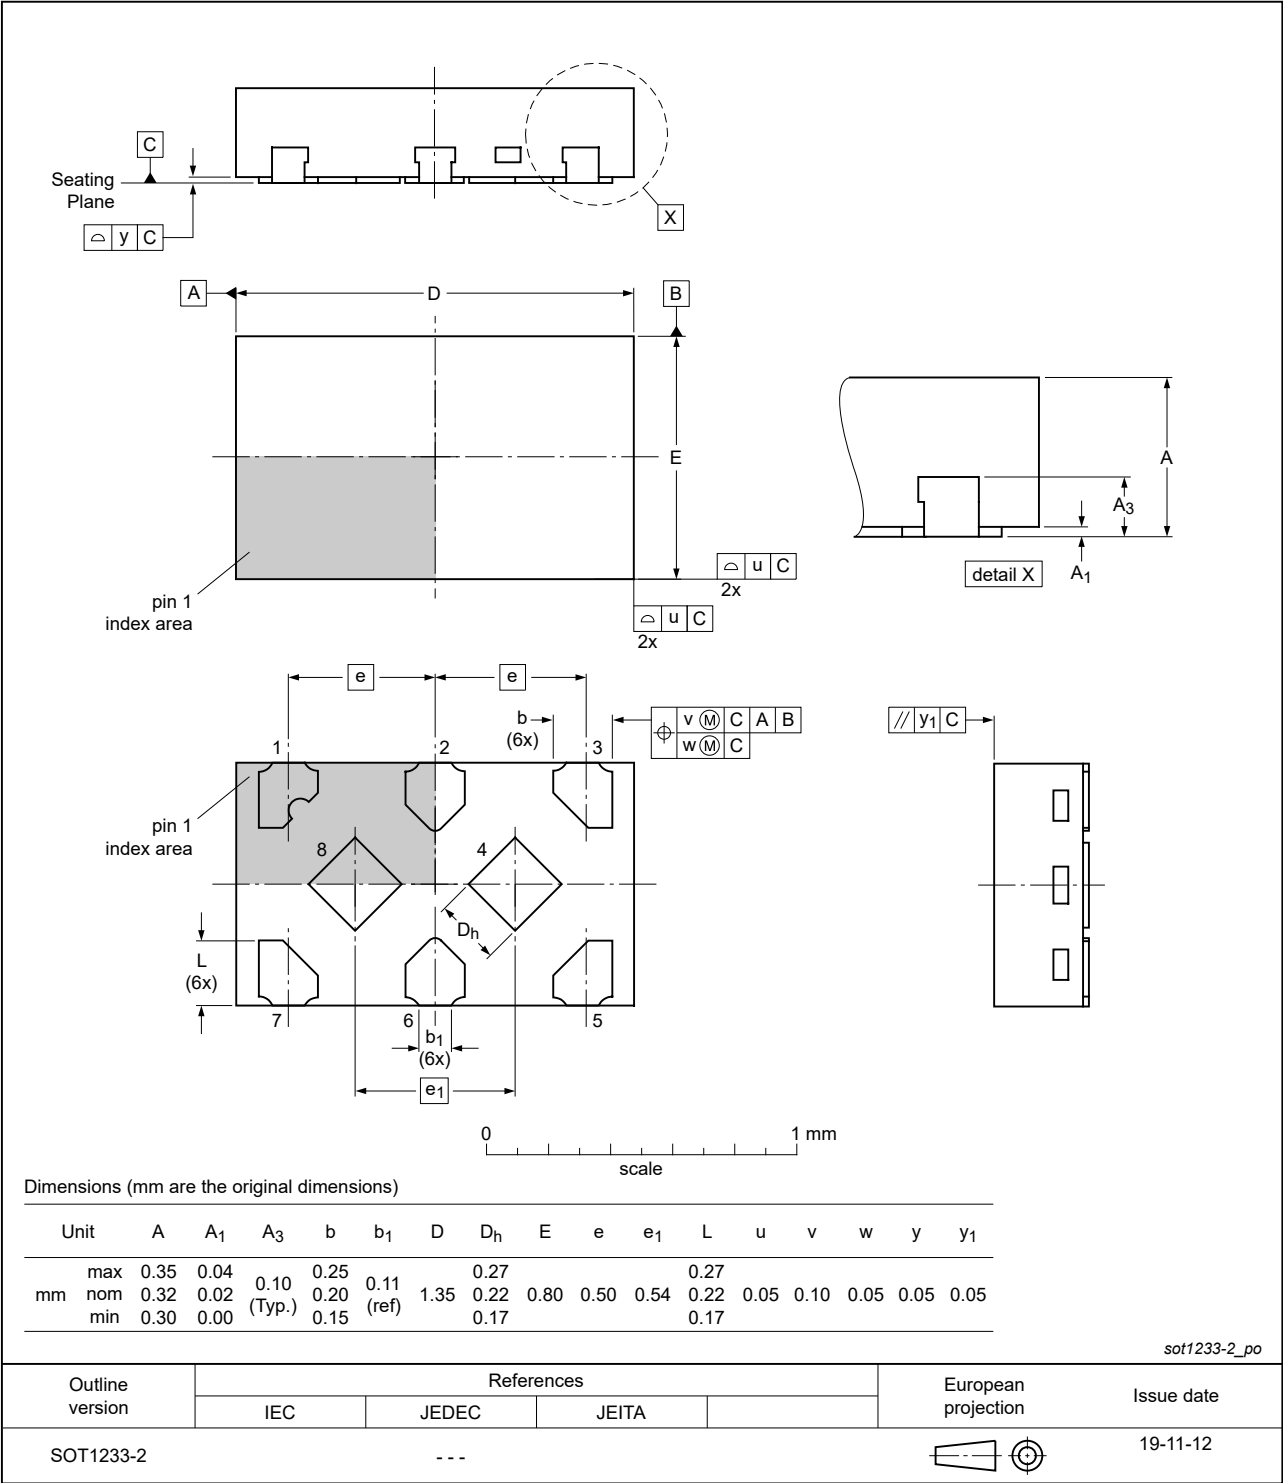 C
Seating
Plane
⌓ y C
X
A
D
B
E
A
A3
A1
detail X
pin 1
index area
⌓ u C
2x
⌓ u C
2x
e
e
b
(6x)
⌖ v Ⓜ C A B
w Ⓜ C
// y1 C
1
2
3
pin 1
index area
8
4
Dh
L
(6x)
7
6
5
b1
(6x)
e1
0
1 mm
scale
Dimensions (mm are the original dimensions)
Unit A A1 A3 b b1 D Dh E e e1 L u v w y y1
max 0.35 0.04 0.25 0.27 0.27
mm nom 0.32 0.02 0.10 (Typ.) 0.20 0.11 (ref) 1.35 0.22 0.80 0.50 0.54 0.22 0.05 0.10 0.05 0.05 0.05
min 0.30 0.00 0.15 0.17 0.17
sot1233-2_po
Outline version
References
European projection
Issue date
IEC JEDEC JEITA
SOT1233-2
- - -
19-11-12